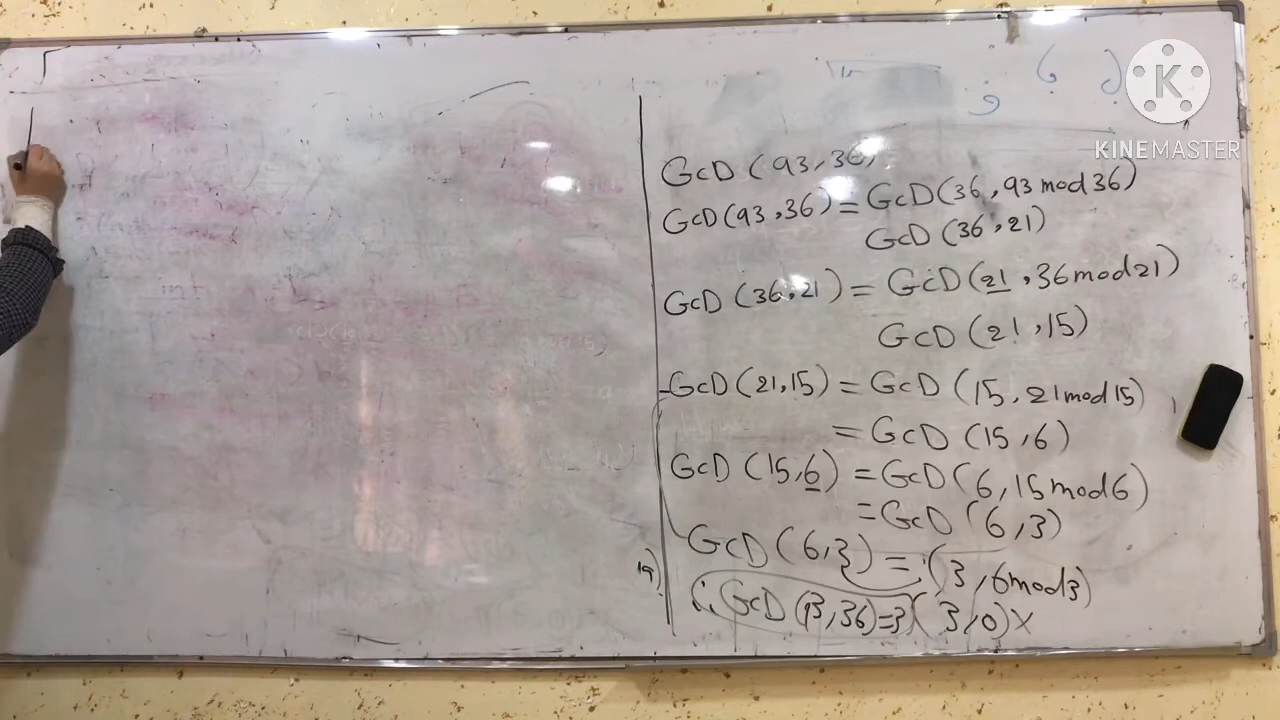 K
KINEMASTER
GCD (93,36)
GCD (93,36) = GCD (36,93 mod 36)
GCD (36,21)
GCD (36,21) = GCD (21,36 mod 21)
GCD (21,15)
GCD (21,15) = GCD (15,21 mod 15)
= GCD (15,6)
GCD (15,6) = GCD (6,15 mod 6)
= GCD (6,3)
GCD (6,3) = (3,6 mod 3)
∴ GCD (93,36)=3 (3,0) X